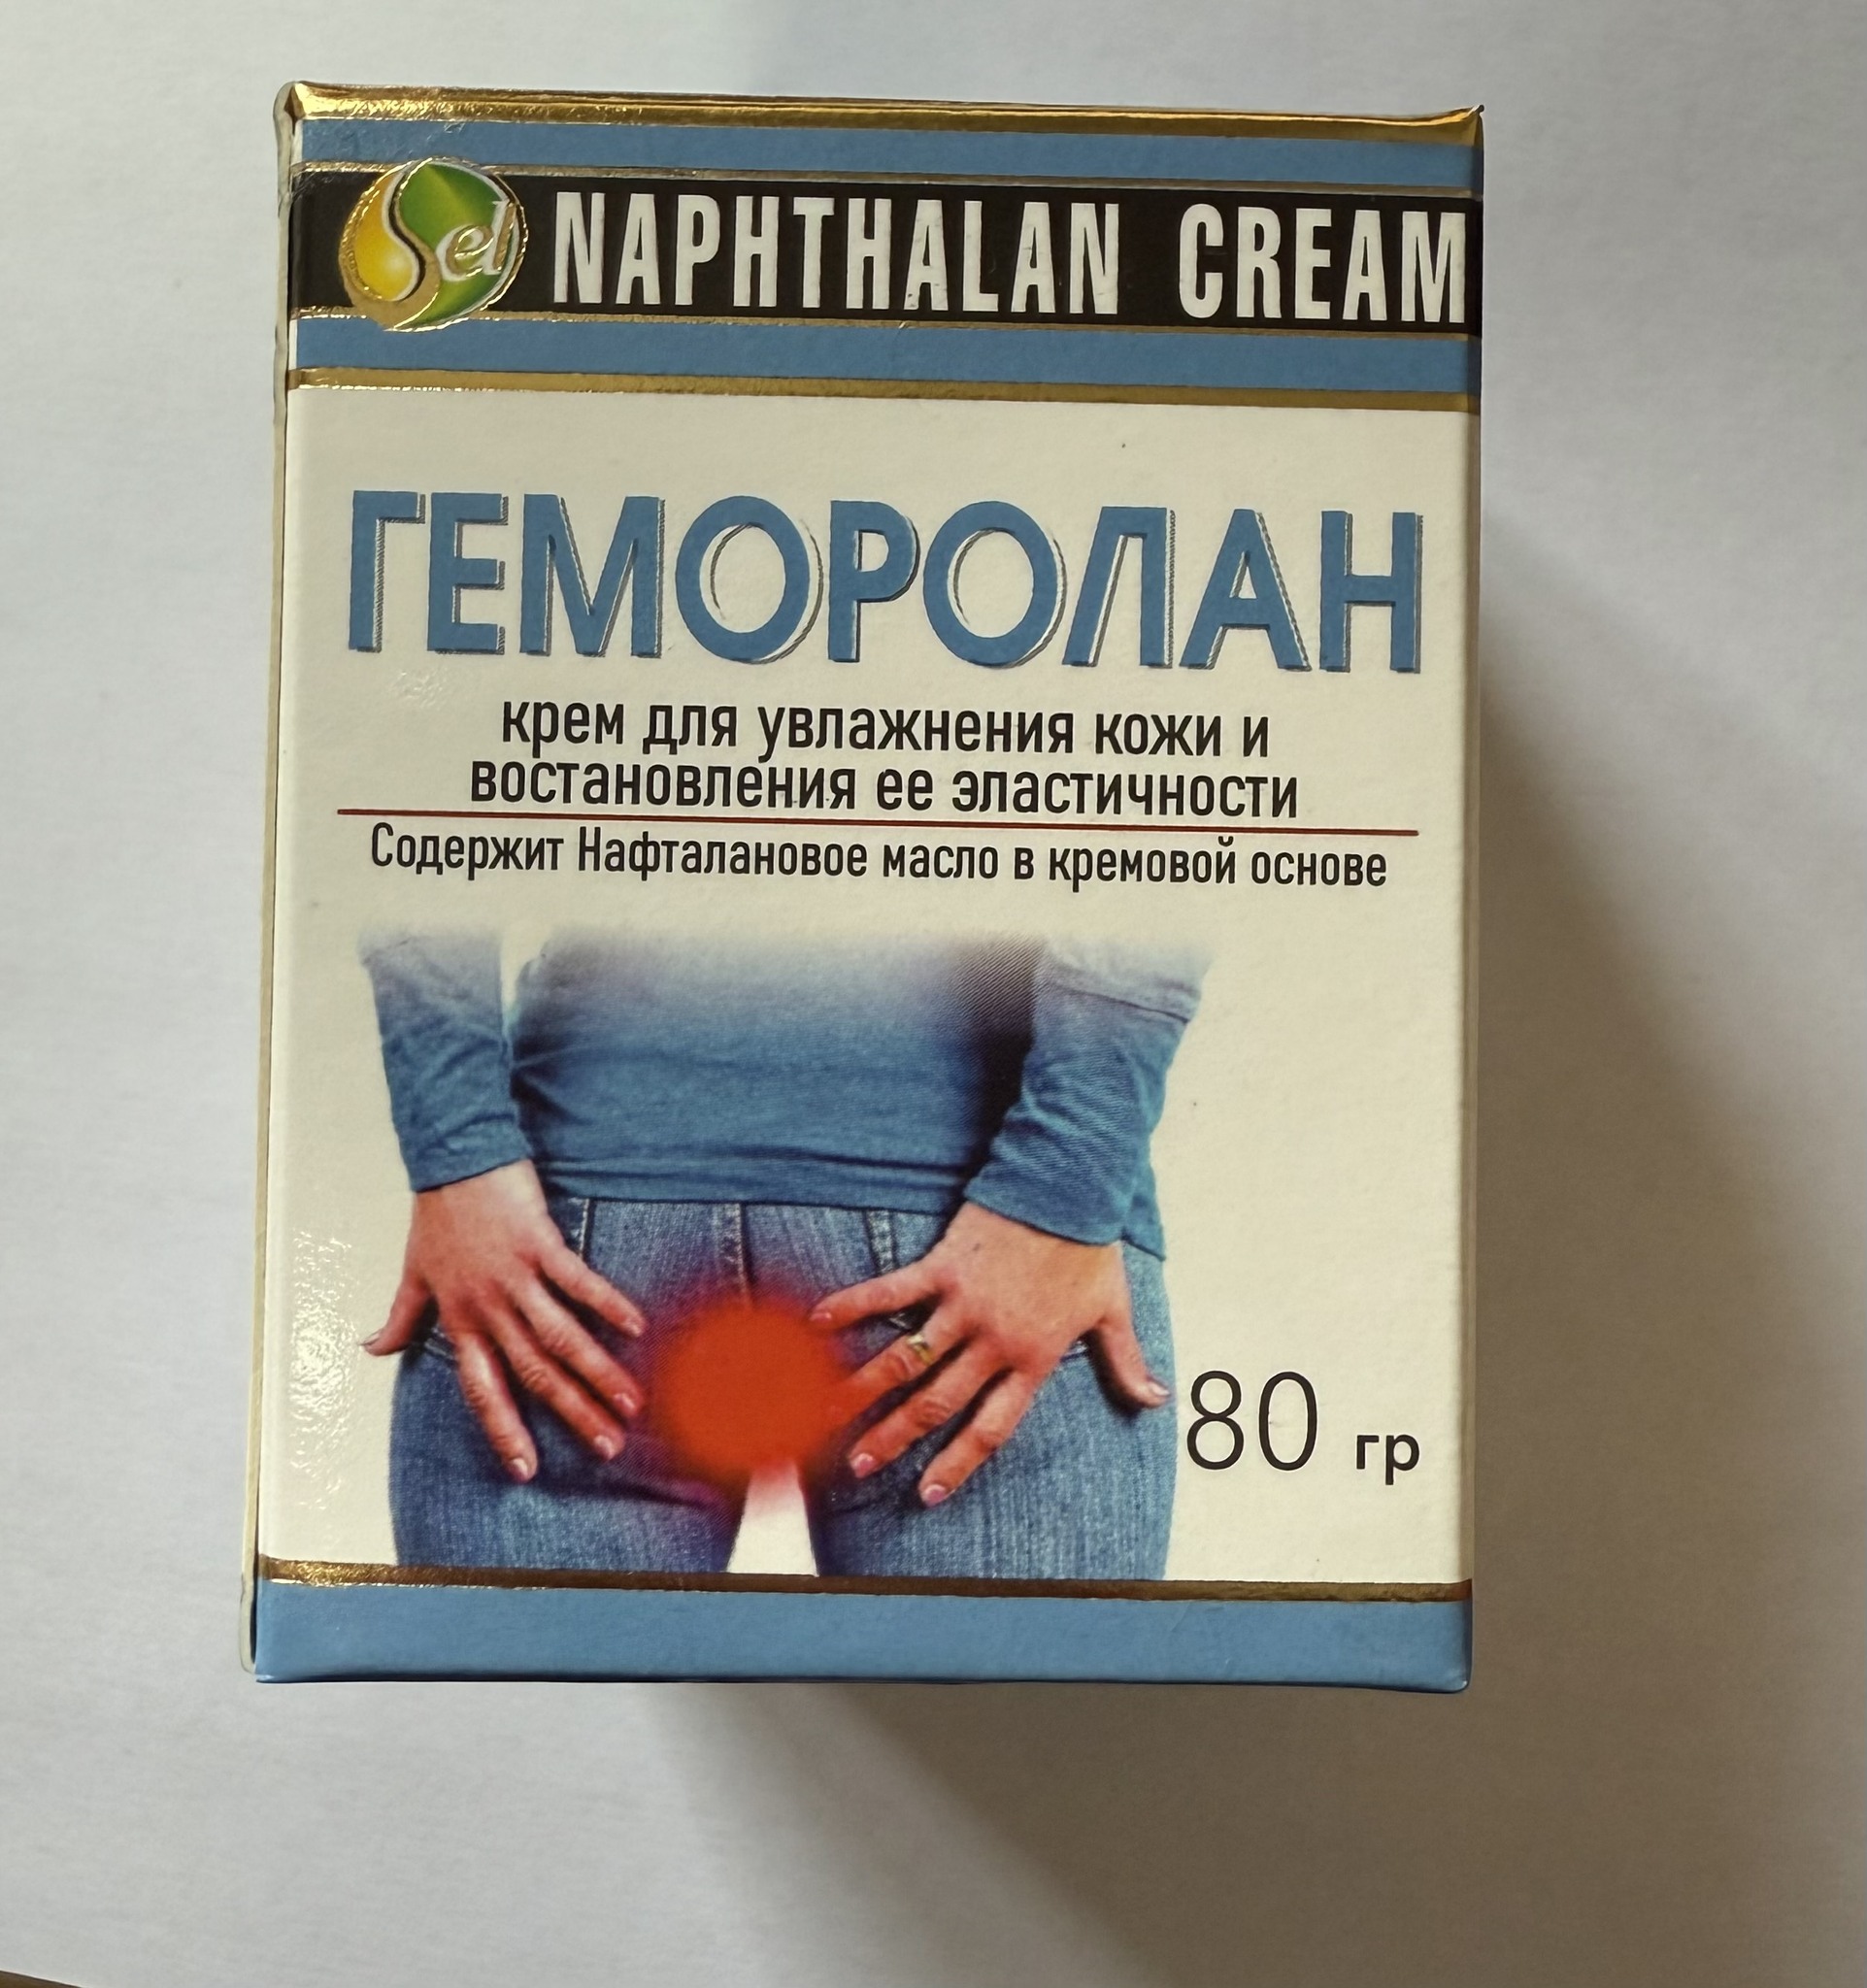 Sel NAPHTHALAN CREAM
ГЕМОРОЛАН
крем для увлажнения кожи и
востановления ее эластичности
Содержит Нафталановое масло в кремовой основе
80 гр